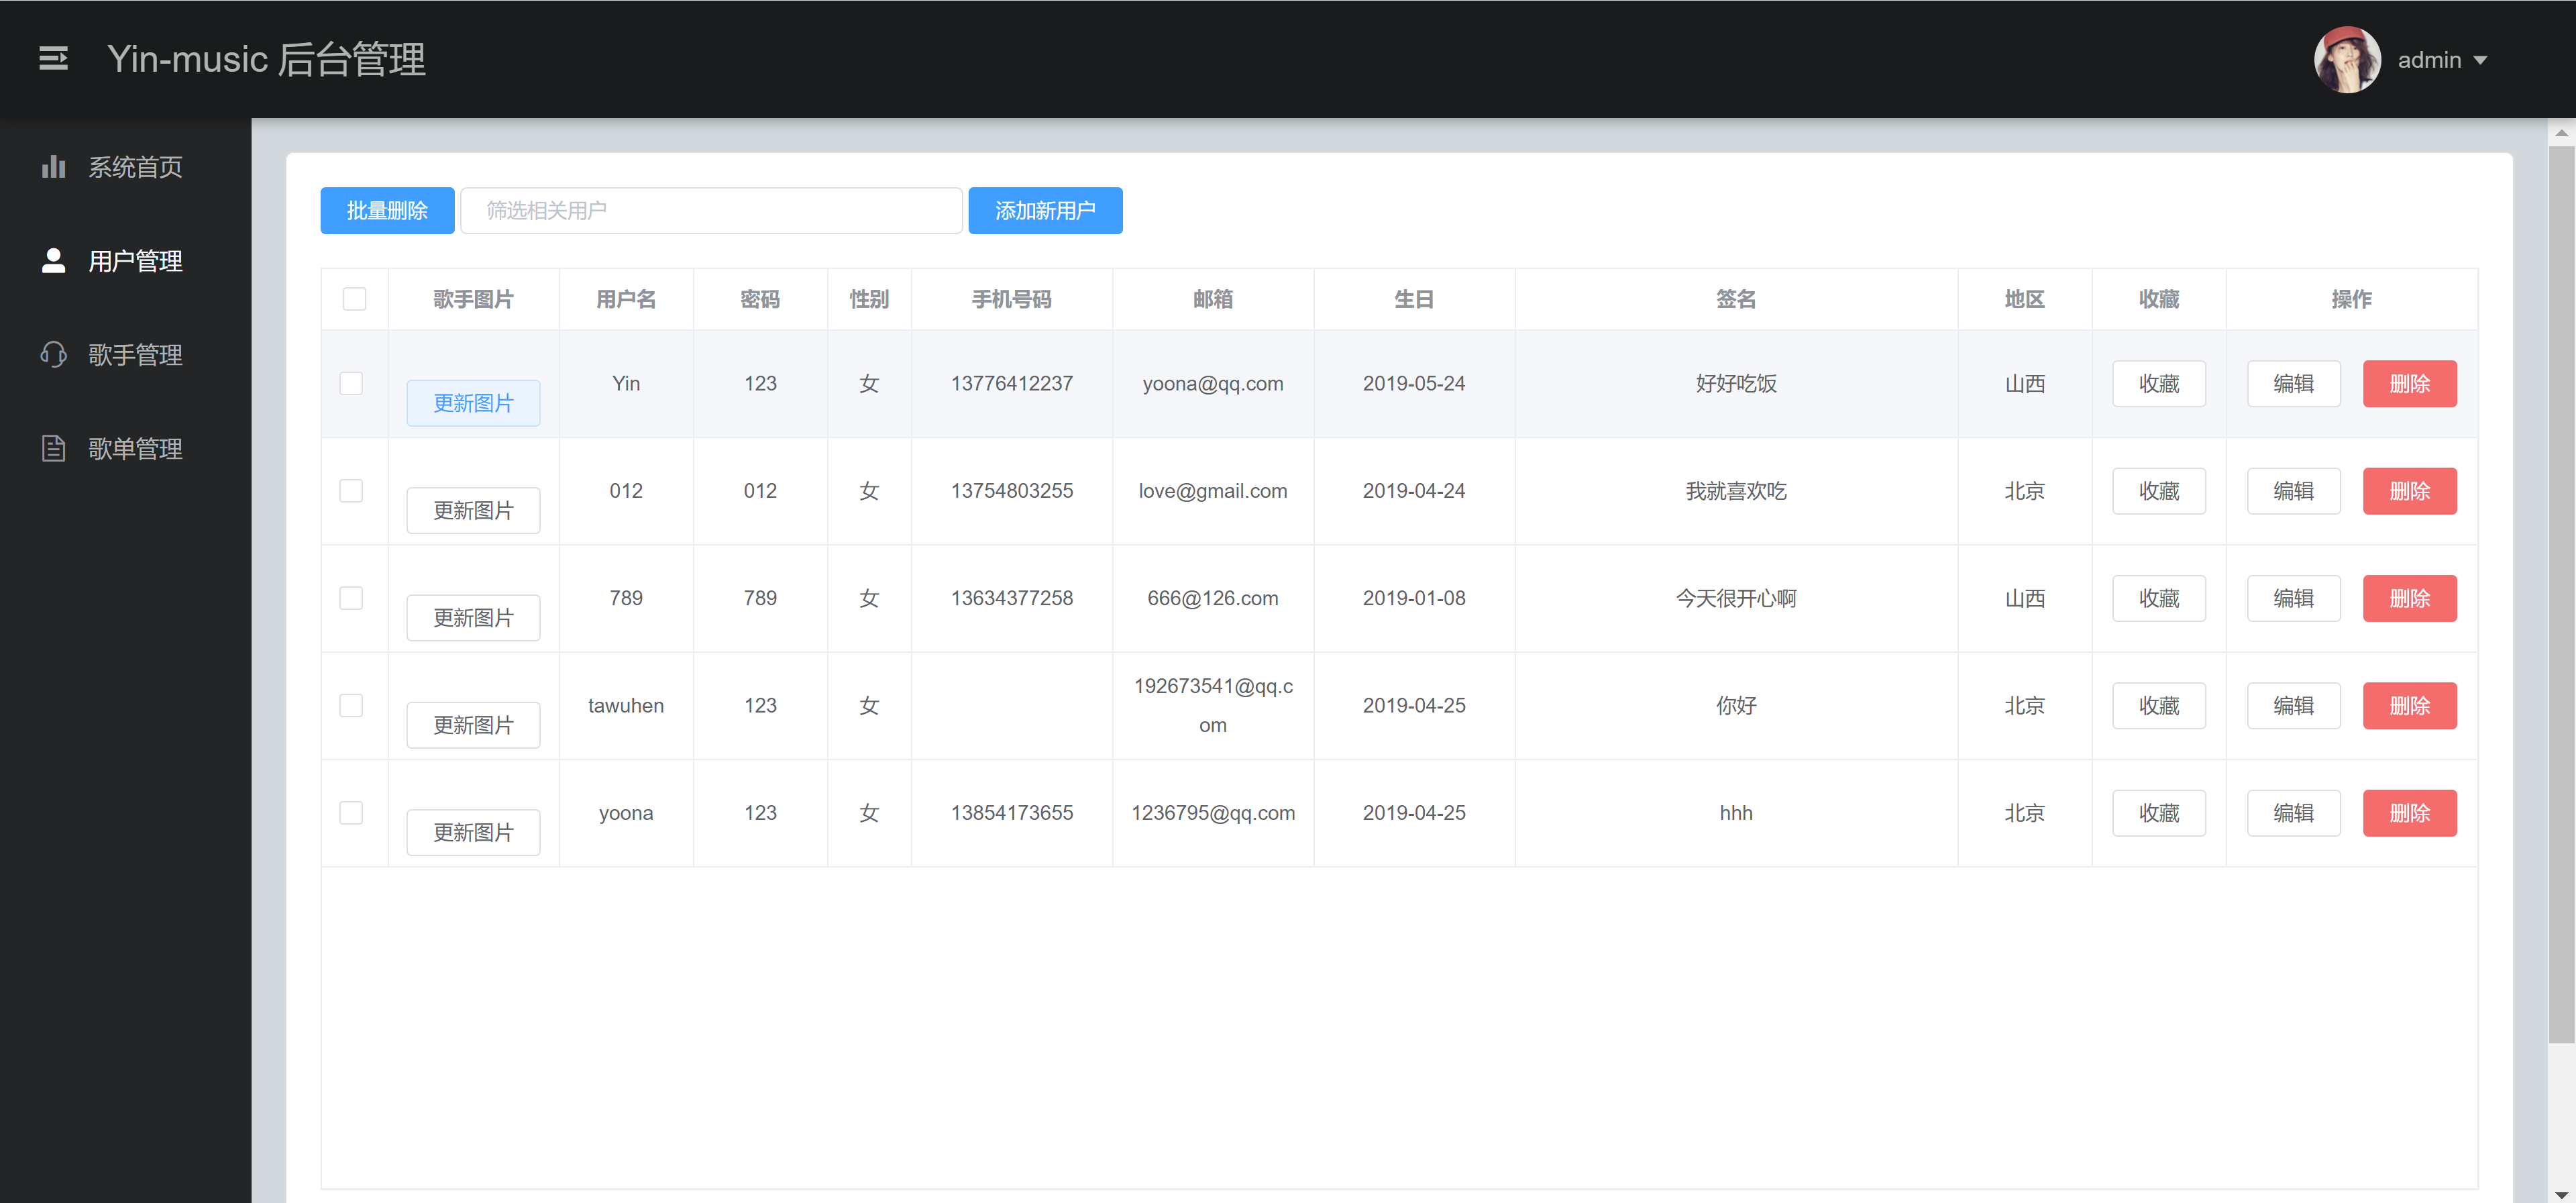 Yin-music 后台管理
admin
系统首页
用户管理
歌手管理
歌单管理
批量删除 筛选相关用户 添加新用户
歌手图片 用户名 密码 性别 手机号码 邮箱 生日 签名 地区 收藏 操作
更新图片 Yin 123 女 13776412237 yoona@qq.com 2019-05-24 好好吃饭 山西 收藏 编辑 删除
更新图片 012 012 女 13754803255 love@gmail.com 2019-04-24 我就喜欢吃 北京 收藏 编辑 删除
更新图片 789 789 女 13634377258 666@126.com 2019-01-08 今天很开心啊 山西 收藏 编辑 删除
更新图片 tawuhen 123 女 192673541@qq.c
om 2019-04-25 你好 北京 收藏 编辑 删除
更新图片 yoona 123 女 13854173655 1236795@qq.com 2019-04-25 hhh 北京 收藏 编辑 删除